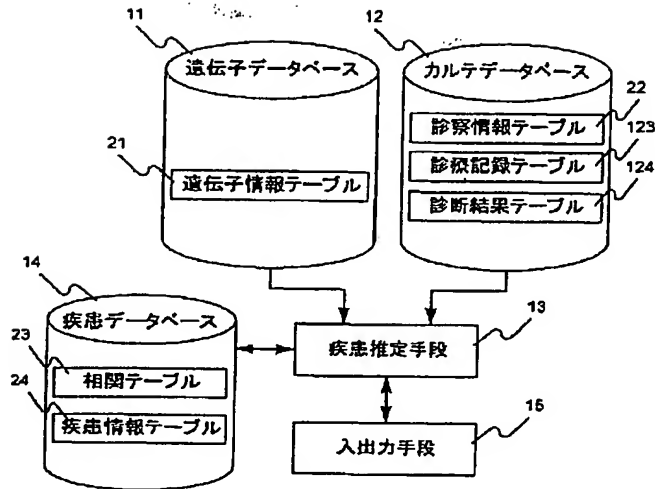 11
12
遺伝子データベース
カルテデータベース
22
診察情報テーブル
123
21
診療記録テーブル
遺伝子情報テーブル
124
診断結果テーブル
14
疾患データベース
13
23
疾患推定手段
相関テーブル
24
疾患情報テーブル
15
入出力手段